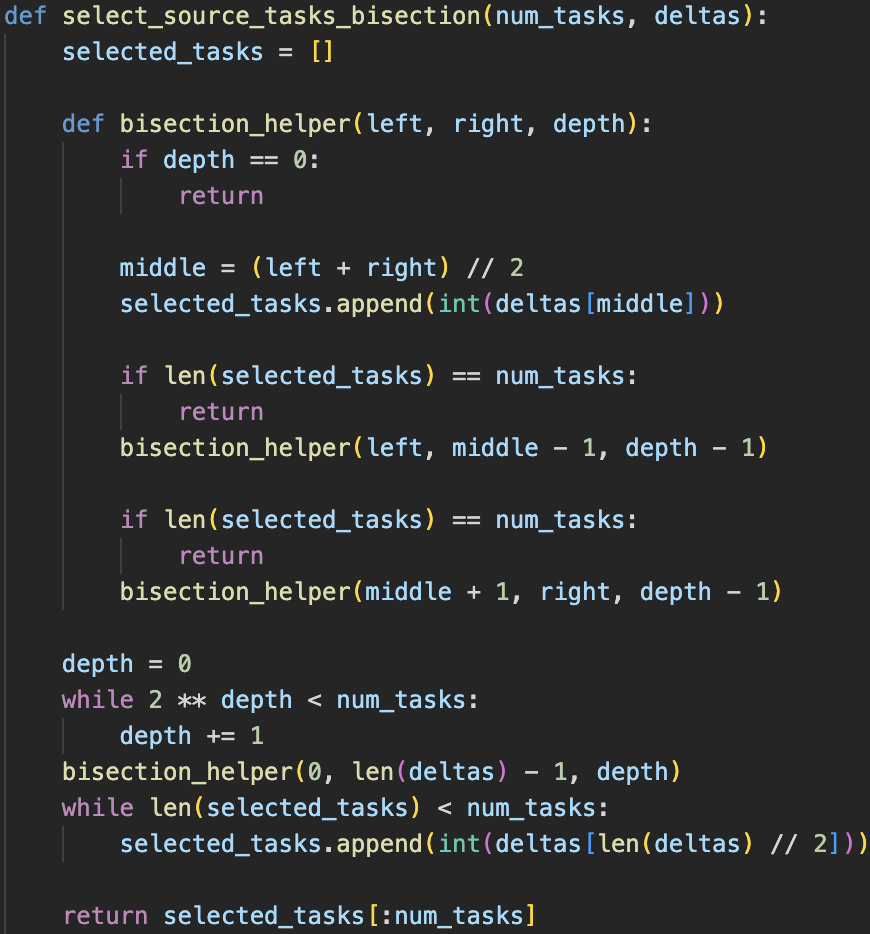 def select_source_tasks_bisection(num_tasks, deltas):
    selected_tasks = []

    def bisection_helper(left, right, depth):
        if depth == 0:
            return

        middle = (left + right) // 2
        selected_tasks.append(int(deltas[middle]))

        if len(selected_tasks) == num_tasks:
            return
        bisection_helper(left, middle - 1, depth - 1)

        if len(selected_tasks) == num_tasks:
            return
        bisection_helper(middle + 1, right, depth - 1)

    depth = 0
    while 2 ** depth < num_tasks:
        depth += 1
    bisection_helper(0, len(deltas) - 1, depth)
    while len(selected_tasks) < num_tasks:
        selected_tasks.append(int(deltas[len(deltas) // 2]))

    return selected_tasks[:num_tasks]